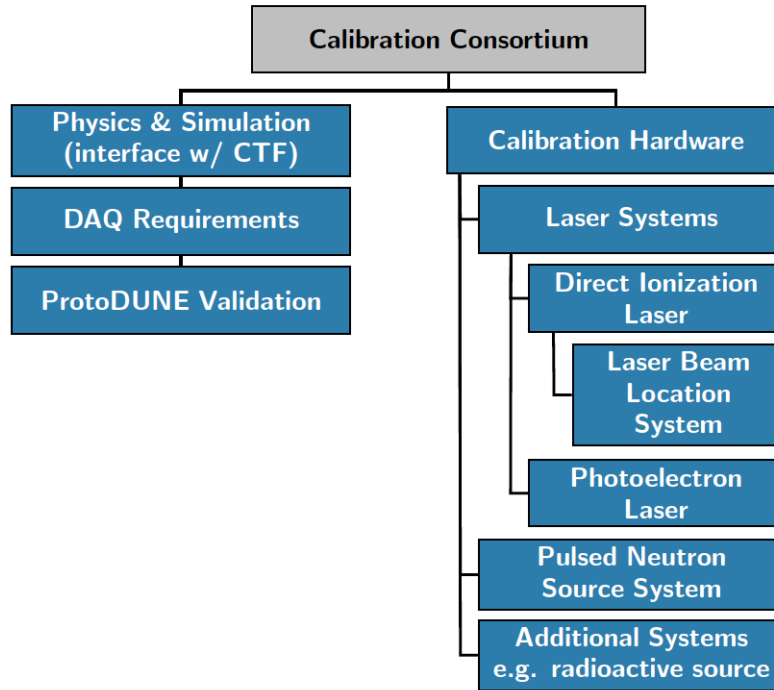 Calibration Consortium
Physics & Simulation
(interface w/ CTF)
DAQ Requirements
ProtoDUNE Validation
Calibration Hardware
Laser Systems
Direct Ionization
Laser
Laser Beam
Location
System
Photoelectron
Laser
Pulsed Neutron
Source System
Additional Systems
e.g. radioactive source